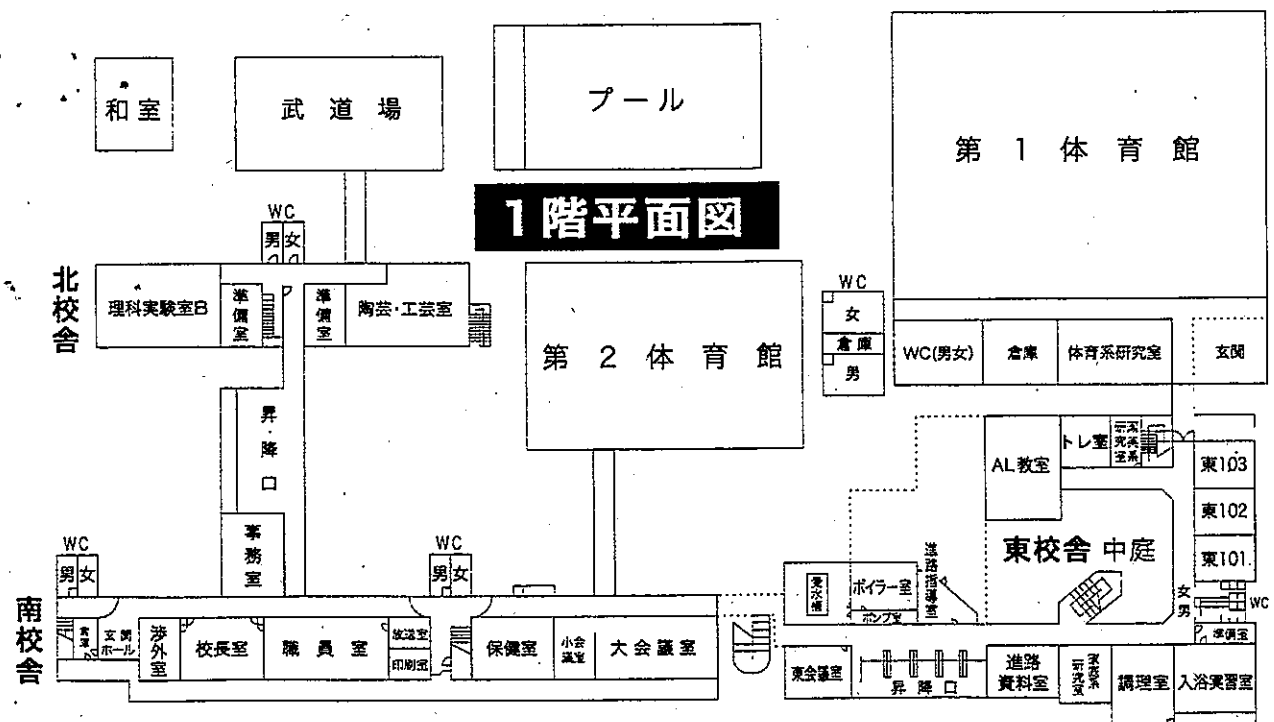 和室
武道場
プール
第1体育館
1階平面図
WC
男 女
北校舎
理科実験室B
準備室
準備室
陶芸・工芸室
第2体育館
WC
女
倉庫
男
WC(男女)
倉庫
体育系研究室
玄関
昇・降口
AL教室
トレ室
東103
東102
東101
東校舎 中庭
事務室
WC
男 女
WC
男 女
受水槽
ボイラー室
ポンプ室
進路指導室
女
男
WC
準備室
南校舎
倉庫
玄関
ホール
渉外室
校長室
職員室
放送室
印刷室
保健室
小会
議室
大会議室
東会議室
昇降口
進路
資料室
調理室
入浴実習室